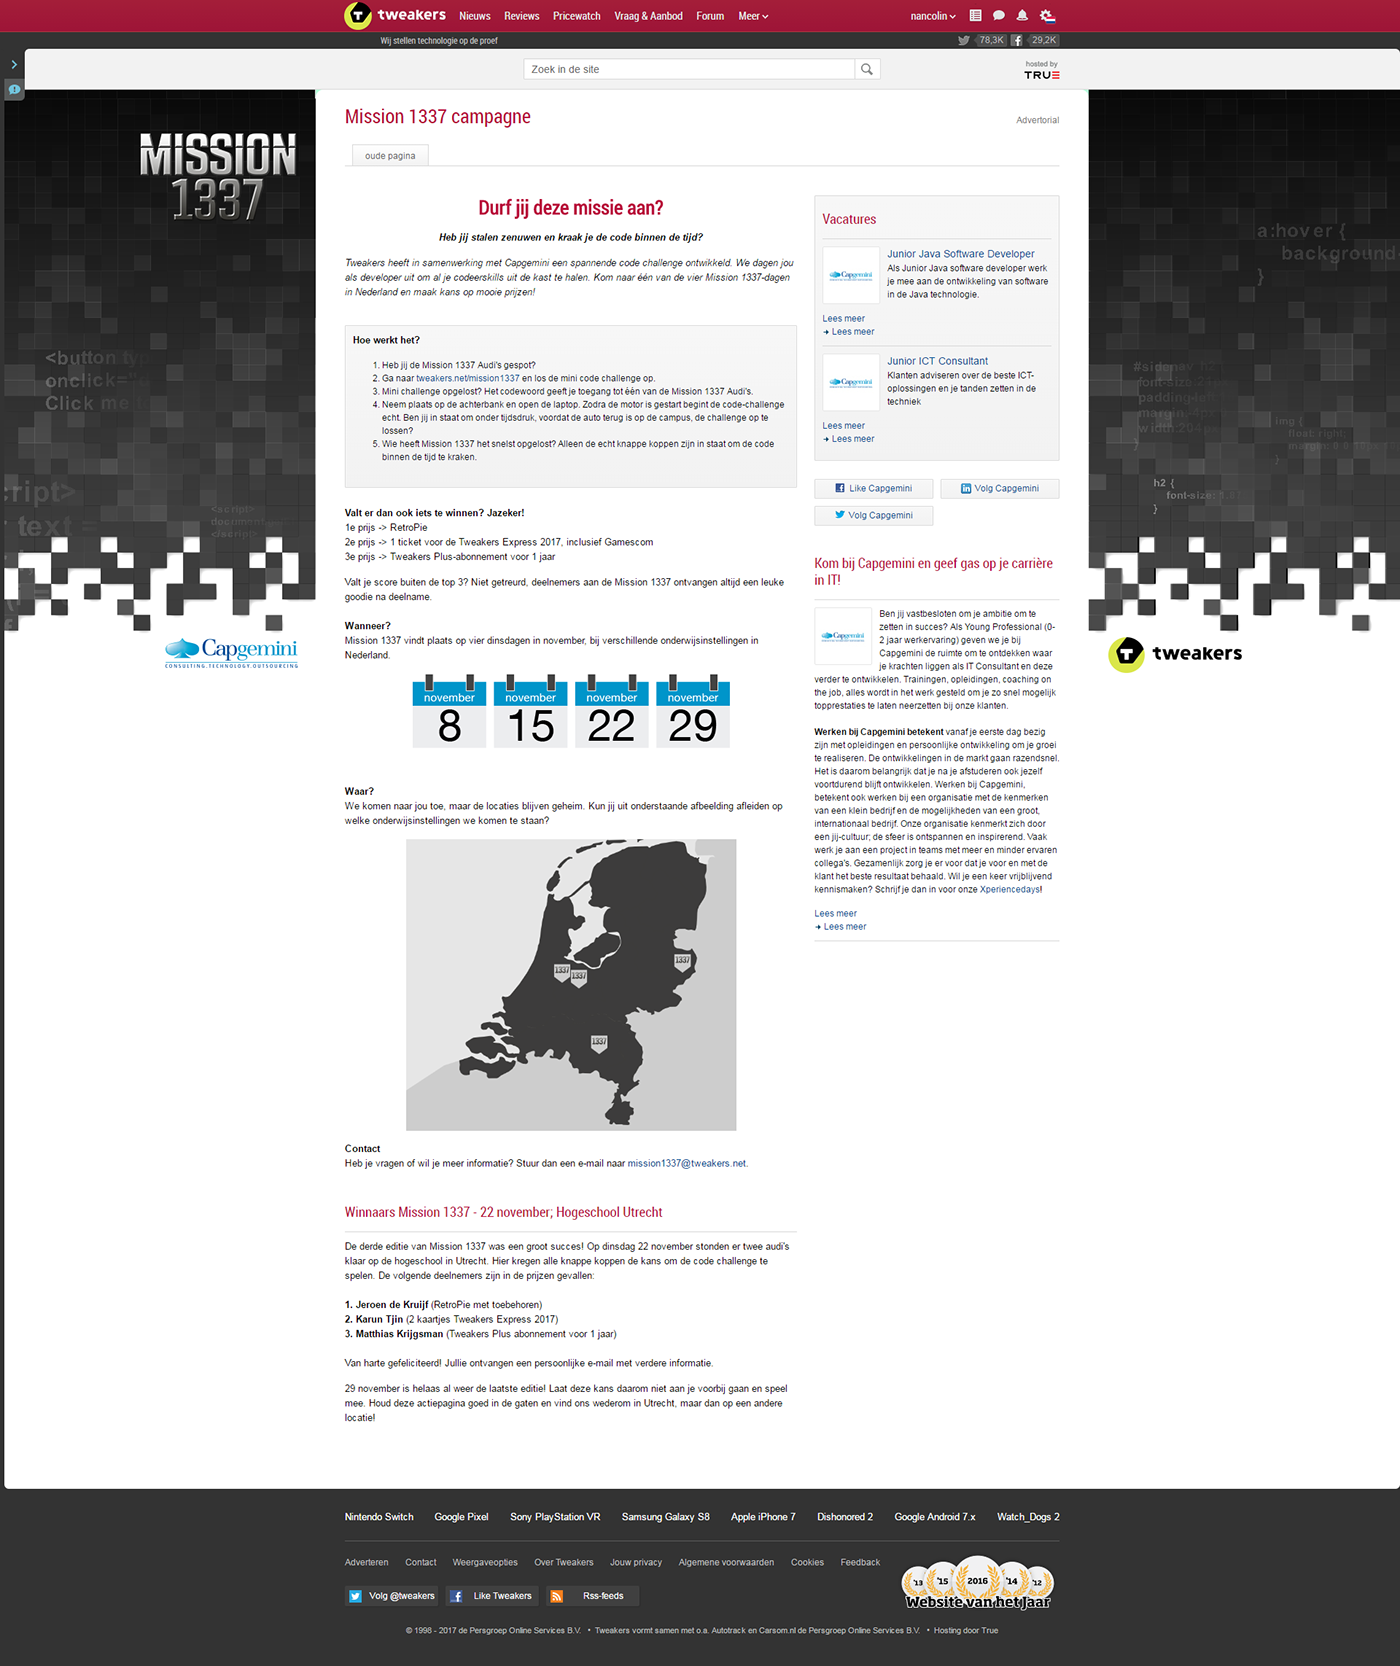 tweakers Nieuws Reviews Pricewatch Vraag & Aanbod Forum Meer nancolin
Wij stellen technologie op de proef 78,3K 29,2K
Zoek in de site
hosted by
TRUE
MISSION
1337
<button typ
onclick="
Click me
cript>
text =
<script>
document.g
</script>
Capgemini
CONSULTING.TECHNOLOGY.OUTSOURCING
Mission 1337 campagne
Advertorial
oude pagina
Durf jij deze missie aan?
Heb jij stalen zenuwen en kraak je de code binnen de tijd?
Tweakers heeft in samenwerking met Capgemini een spannende code challenge ontwikkeld. We dagen jou
als developer uit om al je codeerskills uit de kast te halen. Kom naar één van de vier Mission 1337-dagen
in Nederland en maak kans op mooie prijzen!
Hoe werkt het?
1. Heb jij de Mission 1337 Audi's gespot?
2. Ga naar tweakers.net/mission1337 en los de mini code challenge op.
3. Mini challenge opgelost? Het codewoord geeft je toegang tot één van de Mission 1337 Audi's.
4. Neem plaats op de achterbank en open de laptop. Zodra de motor is gestart begint de code-challenge
echt. Ben jij in staat om onder tijdsdruk, voordat de auto terug is op de campus, de challenge op te
lossen?
5. Wie heeft Mission 1337 het snelst opgelost? Alleen de echt knappe koppen zijn in staat om de code
binnen de tijd te kraken.
Valt er dan ook iets te winnen? Jazeker!
1e prijs -> RetroPie
2e prijs -> 1 ticket voor de Tweakers Express 2017, inclusief Gamescom
3e prijs -> Tweakers Plus-abonnement voor 1 jaar
Valt je score buiten de top 3? Niet getreurd, deelnemers aan de Mission 1337 ontvangen altijd een leuke
goodie na deelname.
Wanneer?
Mission 1337 vindt plaats op vier dinsdagen in november, bij verschillende onderwijsinstellingen in
Nederland.
november november november november
8 15 22 29
Waar?
We komen naar jou toe, maar de locaties blijven geheim. Kun jij uit onderstaande afbeelding afleiden op
welke onderwijsinstellingen we komen te staan?
1337
1337
1337
1337
Contact
Heb je vragen of wil je meer informatie? Stuur dan een e-mail naar mission1337@tweakers.net.
Winnaars Mission 1337 - 22 november; Hogeschool Utrecht
De derde editie van Mission 1337 was een groot succes! Op dinsdag 22 november stonden er twee audi's
klaar op de hogeschool in Utrecht. Hier kregen alle knappe koppen de kans om de code challenge te
spelen. De volgende deelnemers zijn in de prijzen gevallen:
1. Jeroen de Kruijf (RetroPie met toebehoren)
2. Karun Tjin (2 kaartjes Tweakers Express 2017)
3. Matthias Krijgsman (Tweakers Plus abonnement voor 1 jaar)
Van harte gefeliciteerd! Jullie ontvangen een persoonlijke e-mail met verdere informatie.
29 november is helaas al weer de laatste editie! Laat deze kans daarom niet aan je voorbij gaan en speel
mee. Houd deze actiepagina goed in de gaten en vind ons wederom in Utrecht, maar dan op een andere
locatie!
Vacatures
Capgemini
Junior Java Software Developer
Als Junior Java software developer werk
je mee aan de ontwikkeling van software
in de Java technologie.
Lees meer
Lees meer
Capgemini
Junior ICT Consultant
Klanten adviseren over de beste ICT-
oplossingen en je tanden zetten in de
techniek
Lees meer
Lees meer
Like Capgemini Volg Capgemini
Volg Capgemini
Kom bij Capgemini en geef gas op je carrière
in IT!
Capgemini
Ben jij vastbesloten om je ambitie om te
zetten in succes? Als Young Professional (0-
2 jaar werkervaring) geven we je bij
Capgemini de ruimte om te ontdekken waar
je krachten liggen als IT Consultant en deze
verder te ontwikkelen. Trainingen, opleidingen, coaching on
the job, alles wordt in het werk gesteld om je zo snel mogelijk
topprestaties te laten neerzetten bij onze klanten.
Werken bij Capgemini betekent vanaf je eerste dag bezig
zijn met opleidingen en persoonlijke ontwikkeling om je groei
te realiseren. De ontwikkelingen in de markt gaan razendsnel.
Het is daarom belangrijk dat je na je afstuderen ook jezelf
voortdurend blijft ontwikkelen. Werken bij Capgemini,
betekent ook werken bij een organisatie met de kenmerken
van een klein bedrijf en de mogelijkheden van een groot,
internationaal bedrijf. Onze organisatie kenmerkt zich door
een jij-cultuur; de sfeer is ontspannen en inspirerend. Vaak
werk je aan een project in teams met meer en minder ervaren
collega's. Gezamenlijk zorg je er voor dat je voor en met de
klant het beste resultaat behaald. Wil je een keer vrijblijvend
kennismaken? Schrijf je dan in voor onze Xperiencedays!
Lees meer
Lees meer
a:hover {
background-
}
#sidenav h2
font-size:
padding-left
margin:-4px
width:204px
}
img {
float: right;
margin:
}
h2 {
font-size:
}
tweakers
Nintendo Switch Google Pixel Sony PlayStation VR Samsung Galaxy S8 Apple iPhone 7 Dishonored 2 Google Android 7.x Watch_Dogs 2
Adverteren Contact Weergaveopties Over Tweakers Jouw privacy Algemene voorwaarden Cookies Feedback
Volg @tweakers Like Tweakers Rss-feeds
'13 '15 2016 '14 '12
Website van het Jaar
© 1998 - 2017 de Persgroep Online Services B.V. • Tweakers vormt samen met o.a. Autotrack en Carsom.nl de Persgroep Online Services B.V. • Hosting door True